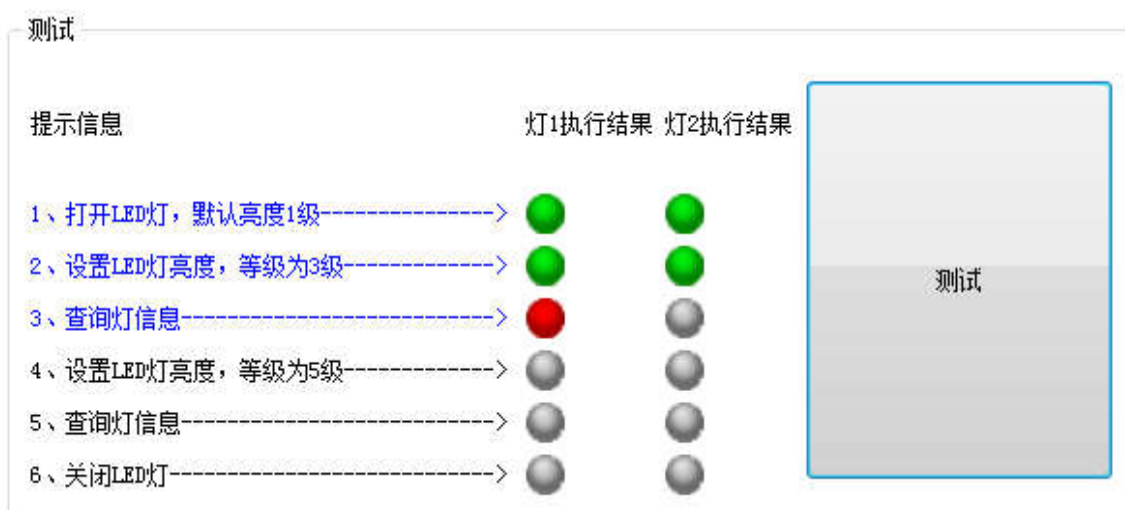 测试
提示信息 灯1执行结果 灯2执行结果
1、打开LED灯，默认亮度1级--------------->
2、设置LED灯亮度，等级为3级------------->
测试
3、查询灯信息--------------------------->
4、设置LED灯亮度，等级为5级------------->
5、查询灯信息--------------------------->
6、关闭LED灯---------------------------->